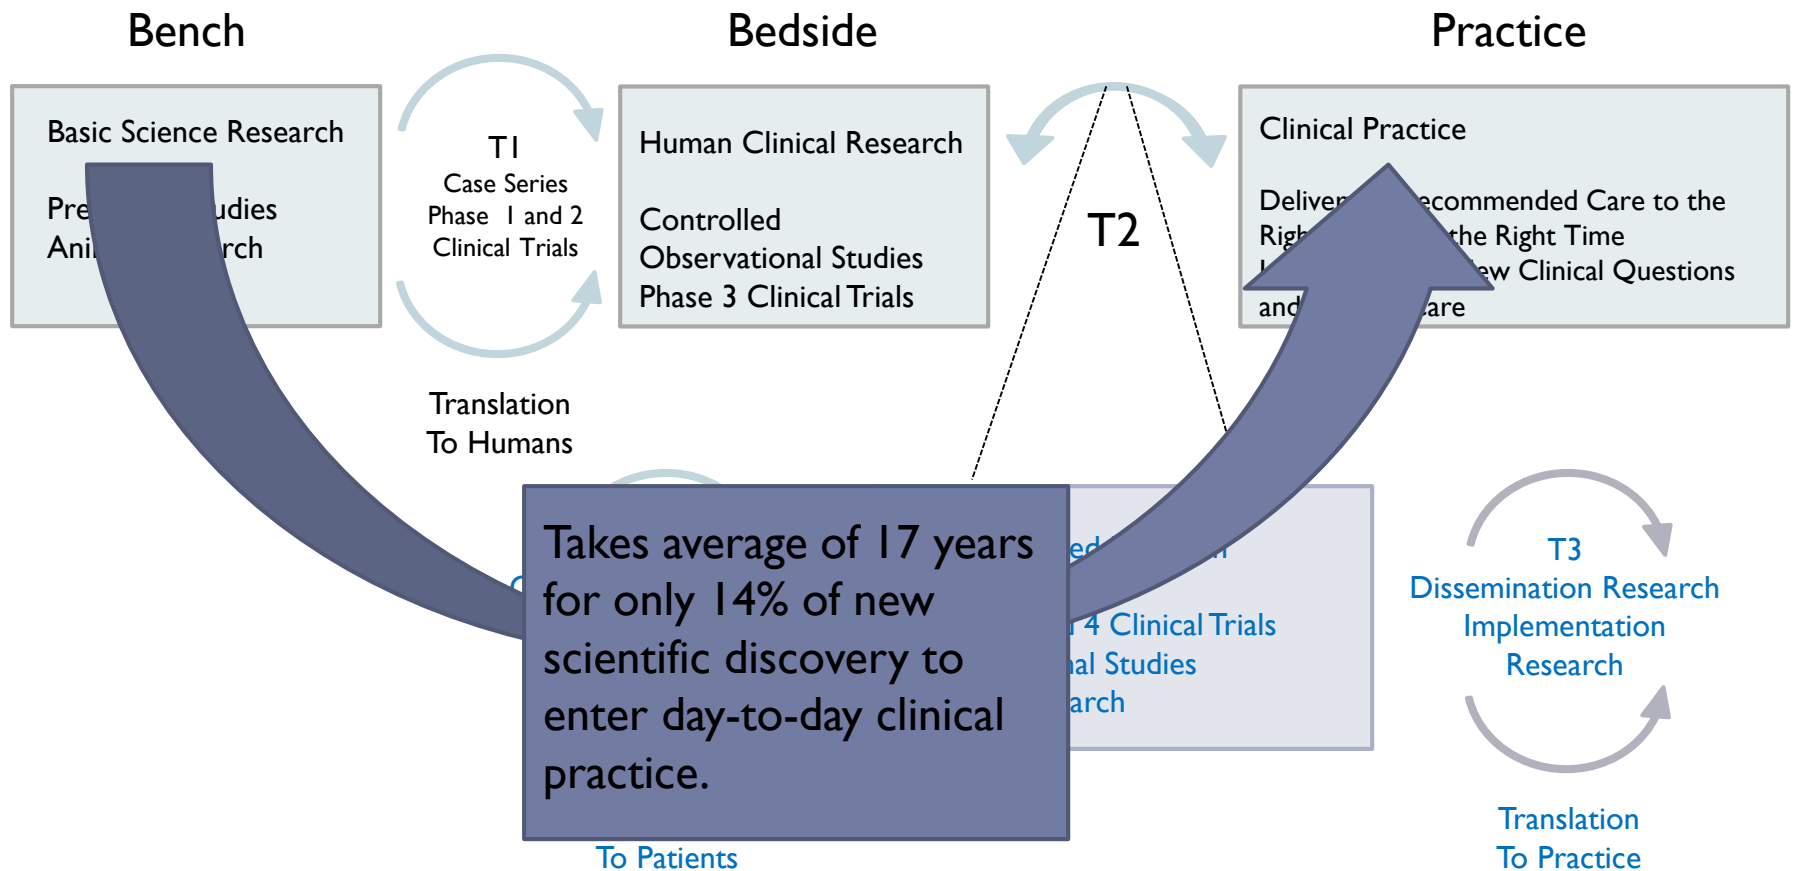 Bench
Bedside
Practice
Basic Science Research
Pre udies
Ani rch
T1
Case Series
Phase 1 and 2
Clinical Trials
Translation
To Humans
Human Clinical Research
Controlled
Observational Studies
Phase 3 Clinical Trials
T2
Clinical Practice
Deliver ecommended Care to the
Righ the Right Time
ew Clinical Questions
and are
Takes average of 17 years
for only 14% of new
scientific discovery to
enter day-to-day clinical
practice.
To Patients
ed
4 Clinical Trials
nal Studies
arch
T3
Dissemination Research
Implementation
Research
Translation
To Practice